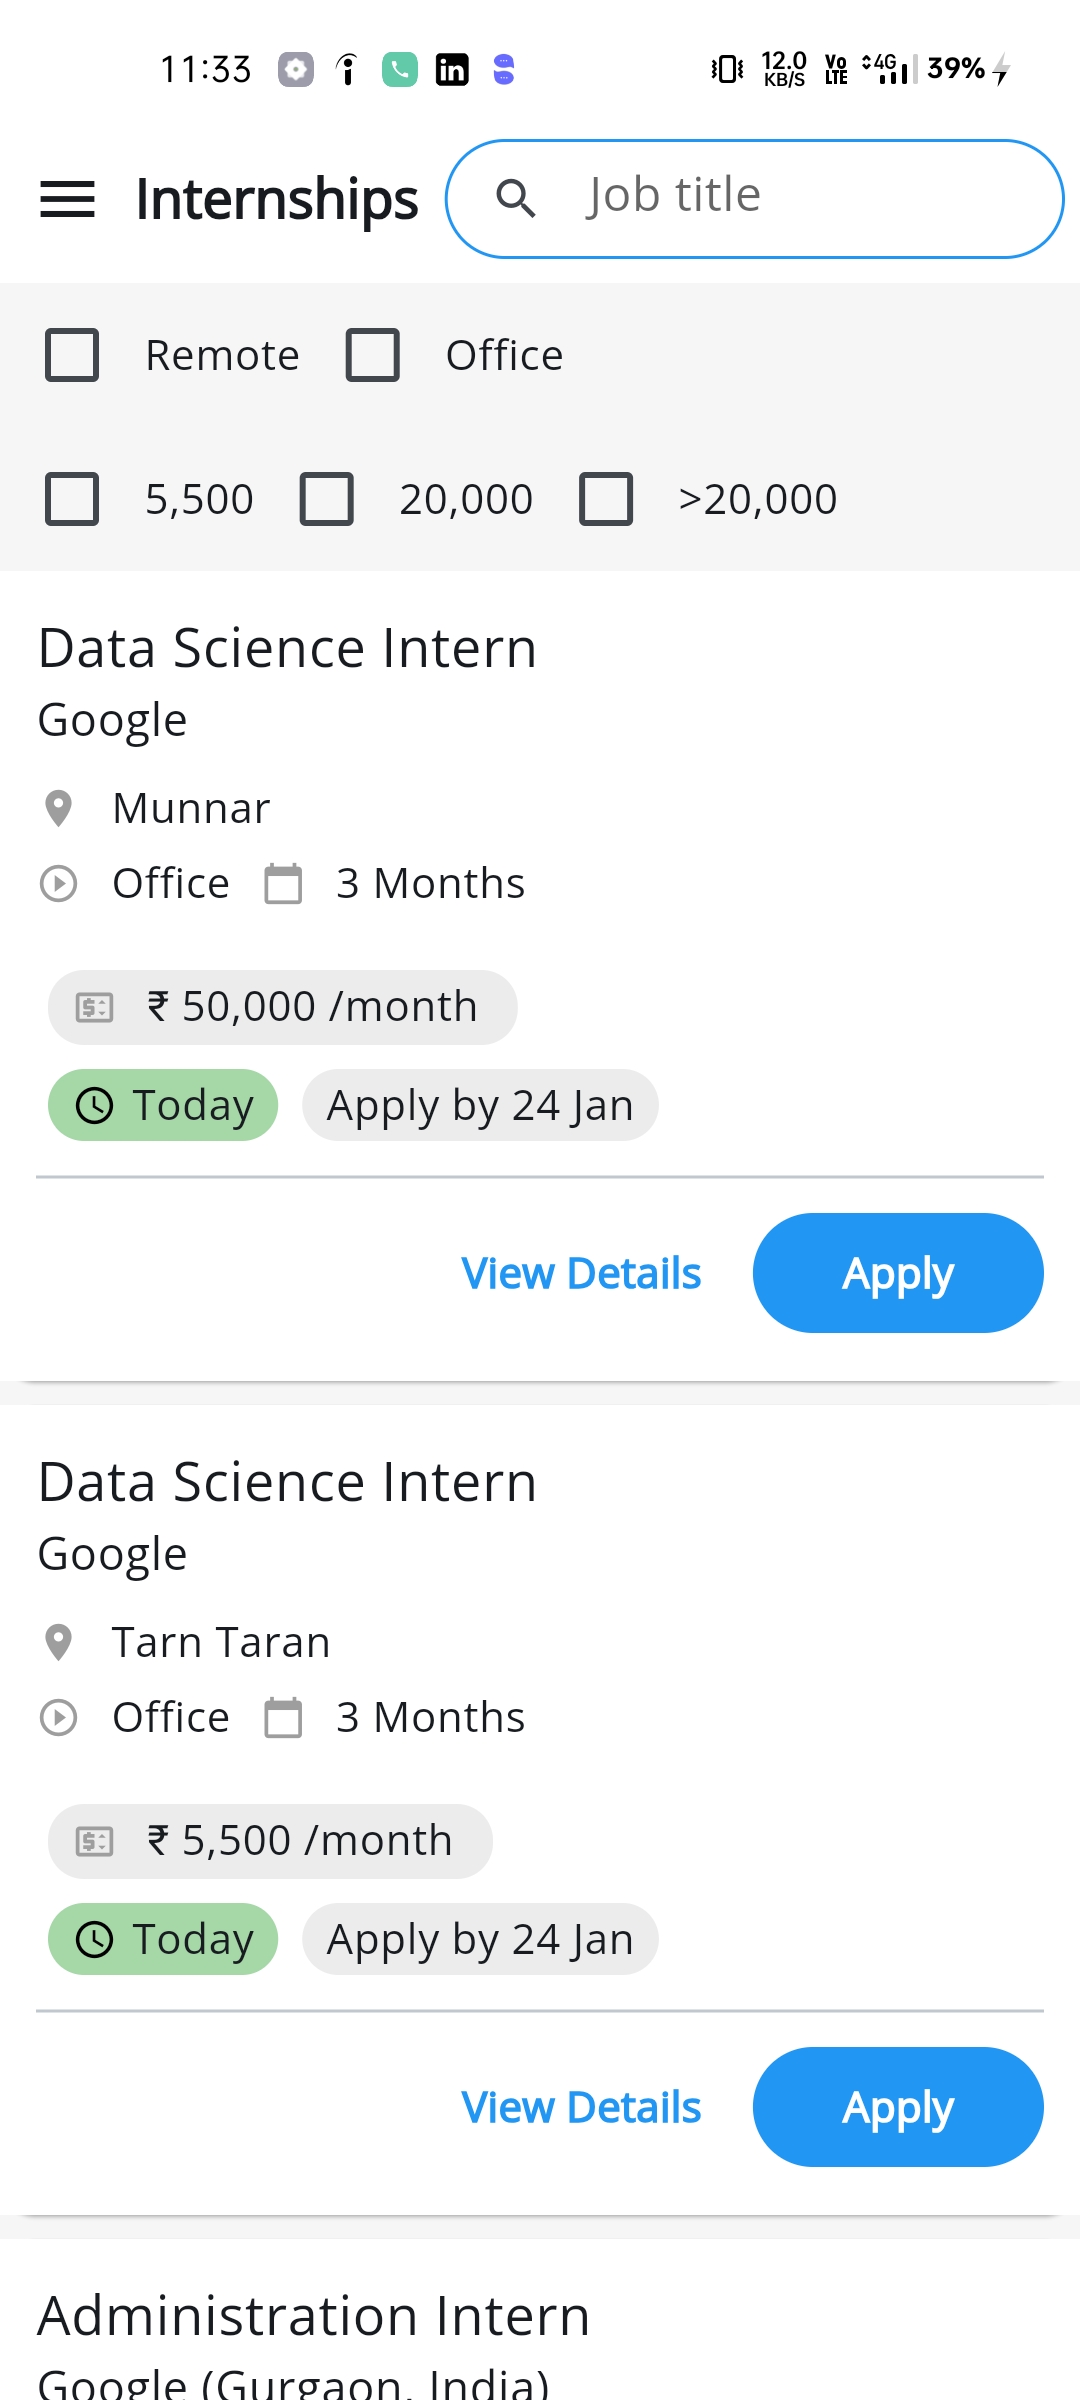 11:33 in 12.0 KB/S Vo LTE 4G 39%
Internships Job title
Remote Office
5,500 20,000 >20,000
Data Science Intern
Google
Munnar
Office 3 Months
₹ 50,000 /month
Today Apply by 24 Jan
View Details Apply
Data Science Intern
Google
Tarn Taran
Office 3 Months
₹ 5,500 /month
Today Apply by 24 Jan
View Details Apply
Administration Intern
Google (Gurgaon, India)